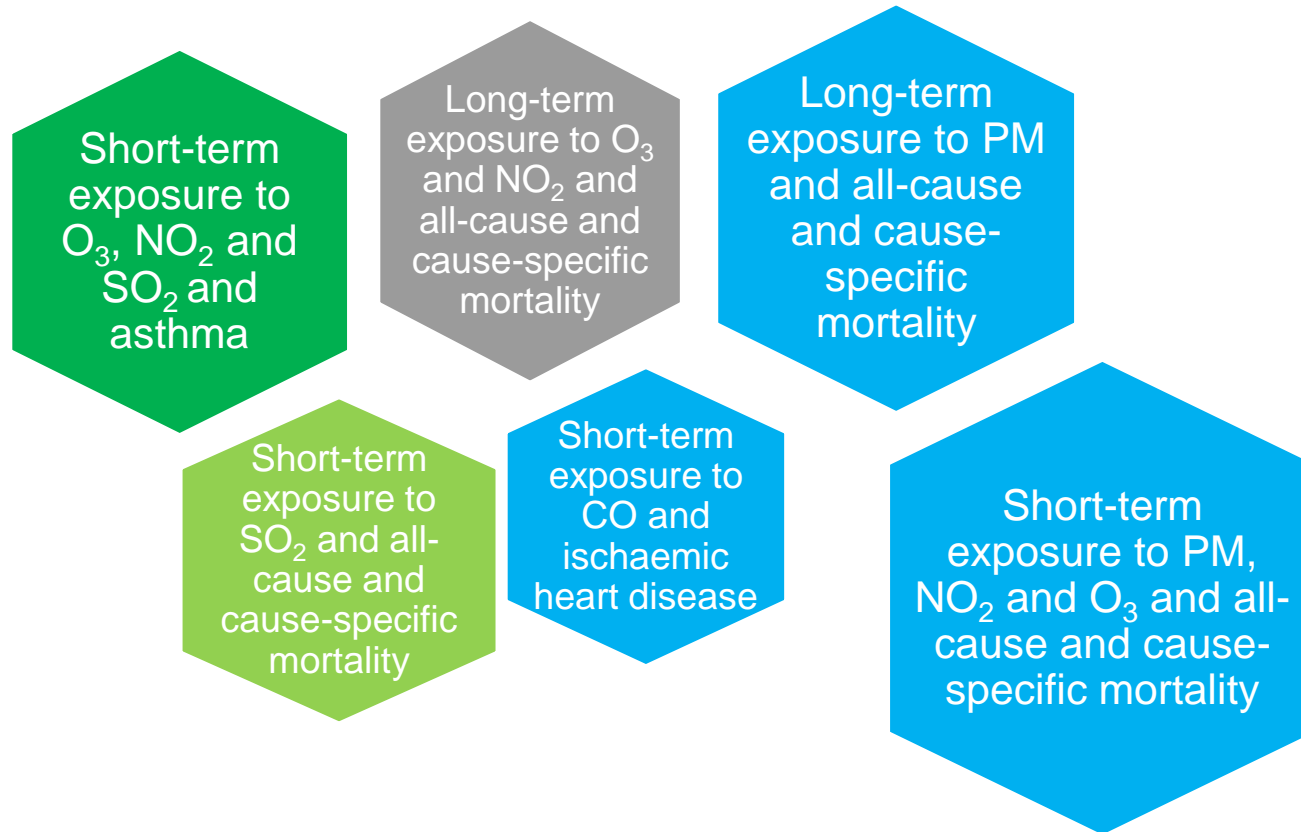 Short-term
exposure to
O₃, NO₂ and
SO₂ and
asthma
Long-term
exposure to O₃
and NO₂ and
all-cause and
cause-specific
mortality
Long-term
exposure to PM
and all-cause
and cause-
specific
mortality
Short-term
exposure to
SO₂ and all-
cause and
cause-specific
mortality
Short-term
exposure to
CO and
ischaemic
heart disease
Short-term
exposure to PM,
NO₂ and O₃ and all-
cause and cause-
specific mortality